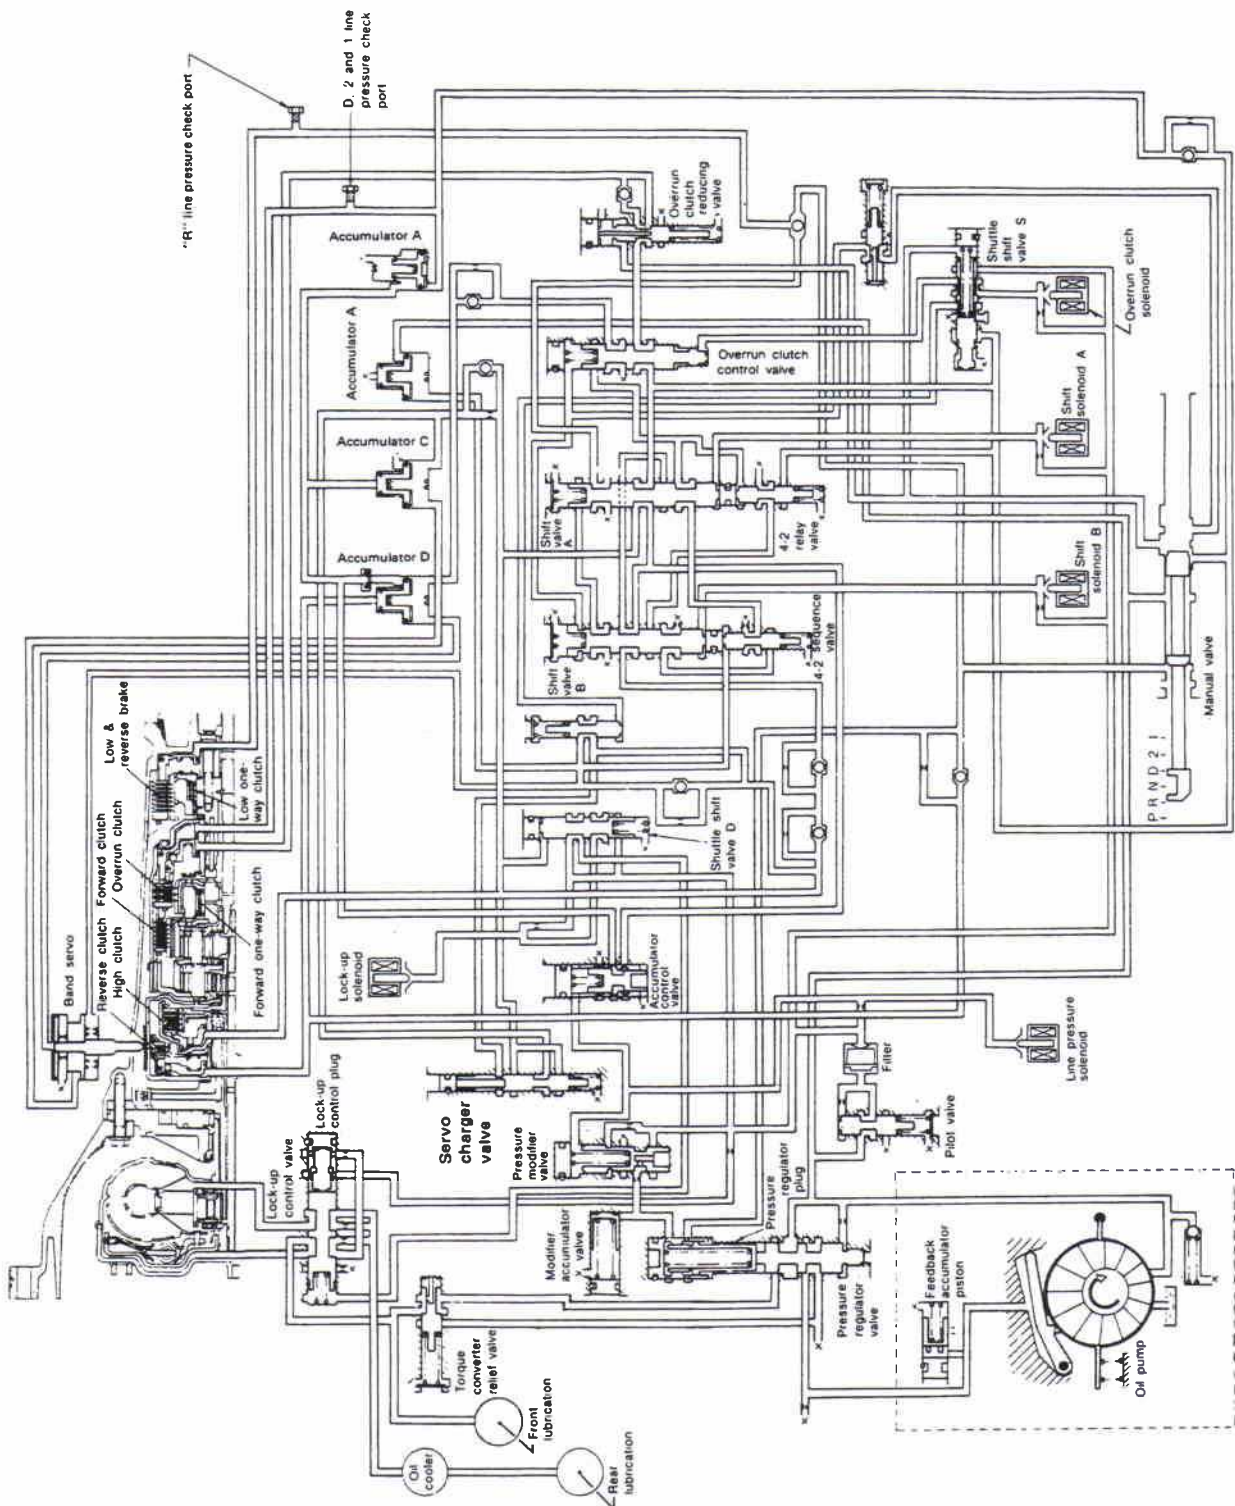 "R" line pressure check port
D, 2 and 1 line
pressure check
port
Accumulator A
Accumulator A
Accumulator C
Accumulator D
Overrun
clutch
reducing
valve
Shuttle
shift
valve S
Overrun clutch
solenoid
Overrun clutch
control valve
Shift
solenoid A
Shift
valve
A
4-2
relay
valve
Shift
solenoid B
Shift
valve
B
4-2 sequence
valve
Manual valve
P R N D 2 1
Low &
reverse brake
Low one-
way clutch
Forward clutch
Overrun clutch
Reverse clutch
High clutch
Forward one-way clutch
Band servo
Shuttle shift
valve D
Lock-up
solenoid
Accumulator
control
valve
Line pressure
solenoid
Filter
Pilot valve
Lock-up
control plug
Lock-up
control valve
Servo
charger
valve
Pressure
modifier
valve
Modifier
accumulator
valve
Pressure
regulator
plug
Pressure
regulator
valve
Feedback
accumulator
piston
Oil pump
Torque
converter
relief valve
Front
lubrication
Oil
cooler
Rear
lubrication